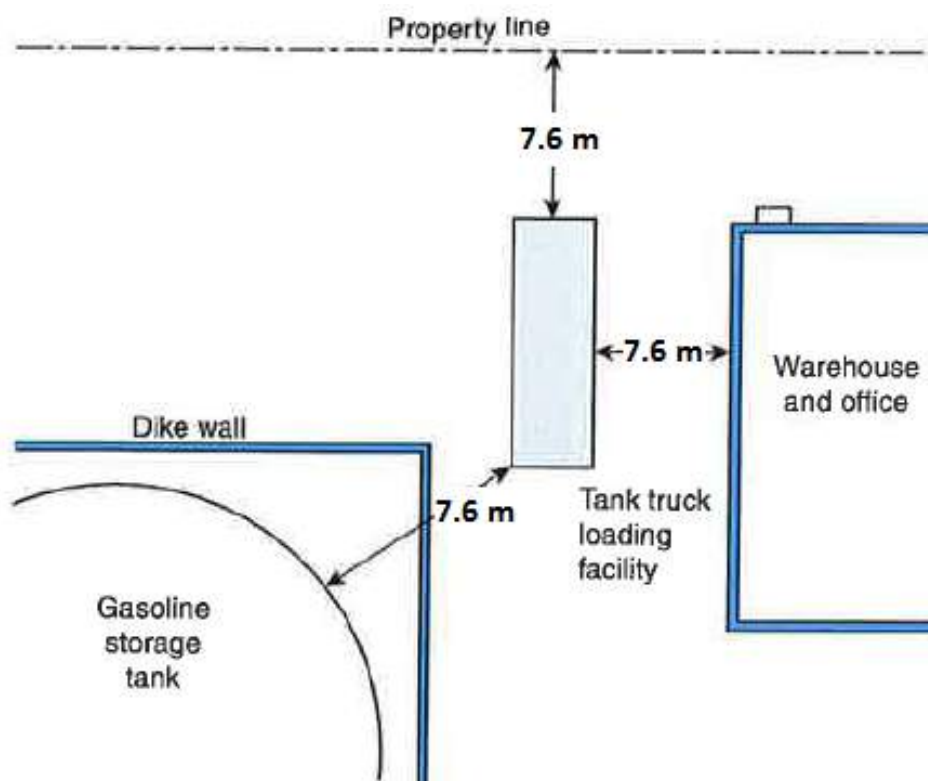 Property line
7.6 m
7.6 m
Warehouse
and office
Dike wall
7.6 m
Tank truck
loading
facility
Gasoline
storage
tank